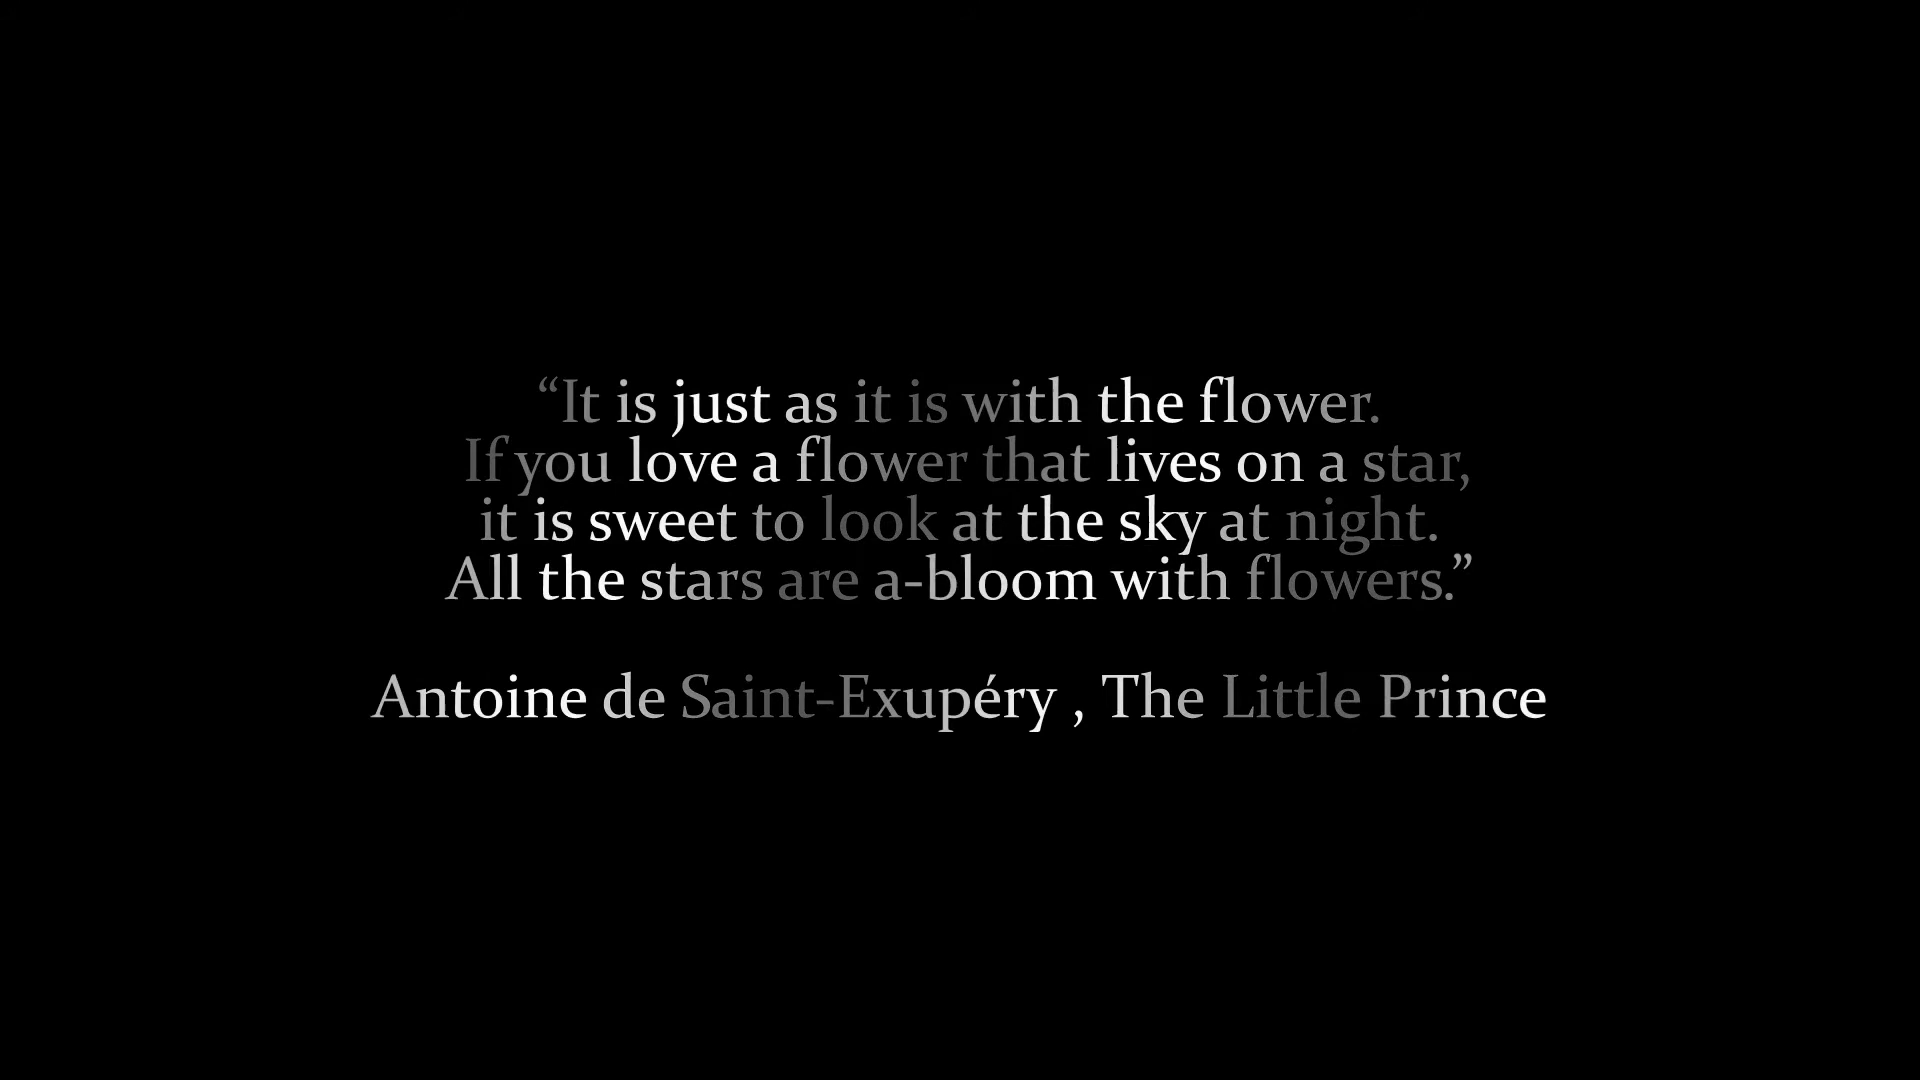 “It is just as it is with the flower.
If you love a flower that lives on a star,
it is sweet to look at the sky at night.
All the stars are a-bloom with flowers.”
Antoine de Saint-Exupéry , The Little Prince